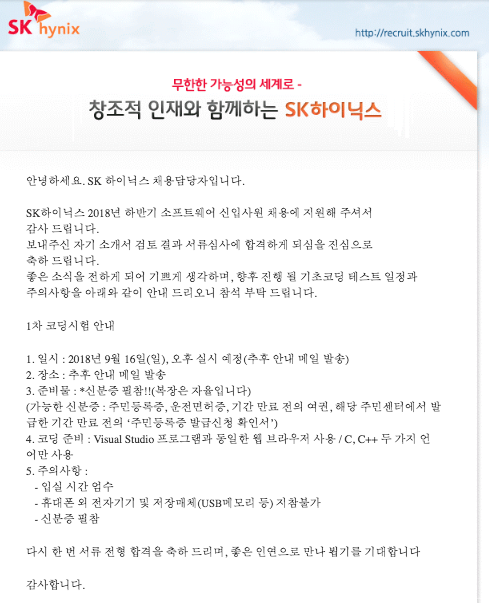 SK hynix
http://recruit.skhynix.com
무한한 가능성의 세계로 -
창조적 인재와 함께하는 SK하이닉스
안녕하세요. SK 하이닉스 채용담당자입니다.
SK하이닉스 2018년 하반기 소프트웨어 신입사원 채용에 지원해 주셔서
감사 드립니다.
보내주신 자기 소개서 검토 결과 서류심사에 합격하게 되심을 진심으로
축하 드립니다.
좋은 소식을 전하게 되어 기쁘게 생각하며, 향후 진행 될 기초코딩 테스트 일정과
주의사항을 아래와 같이 안내 드리오니 참석 부탁 드립니다.
1차 코딩시험 안내
1. 일시 : 2018년 9월 16일(일), 오후 실시 예정(추후 안내 메일 발송)
2. 장소 : 추후 안내 메일 발송
3. 준비물 : *신분증 필참!!(복장은 자율입니다)
(가능한 신분증 : 주민등록증, 운전면허증, 기간 만료 전의 여권, 해당 주민센터에서 발
급한 기간 만료 전의 ‘주민등록증 발급신청 확인서’)
4. 코딩 준비 : Visual Studio 프로그램과 동일한 웹 브라우저 사용 / C, C++ 두 가지 언
어만 사용
5. 주의사항 :
- 입실 시간 엄수
- 휴대폰 외 전자기기 및 저장매체(USB메모리 등) 지참불가
- 신분증 필참
다시 한 번 서류 전형 합격을 축하 드리며, 좋은 인연으로 만나 뵙기를 기대합니다
감사합니다.